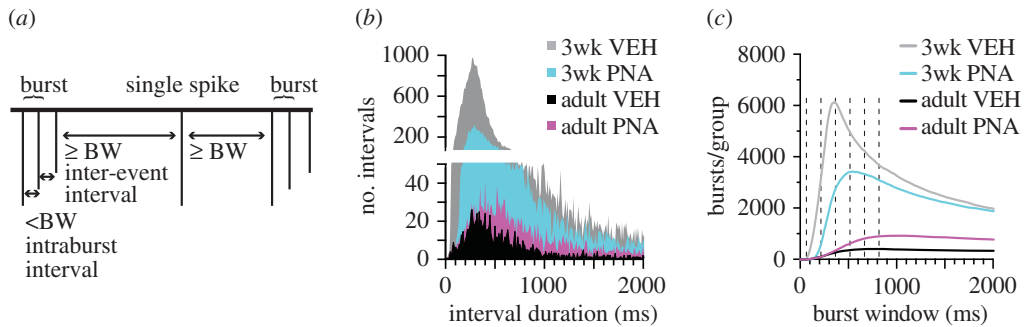 (a)
burst
single spike
burst
≥ BW
≥ BW
inter-event
interval
<BW
intraburst
interval
(b)
1000
800
600
400
200
40
20
0
no. intervals
3wk VEH
3wk PNA
adult VEH
adult PNA
0
1000
2000
interval duration (ms)
(c)
8000
6000
4000
2000
0
bursts/group
3wk VEH
3wk PNA
adult VEH
adult PNA
0
1000
2000
burst window (ms)